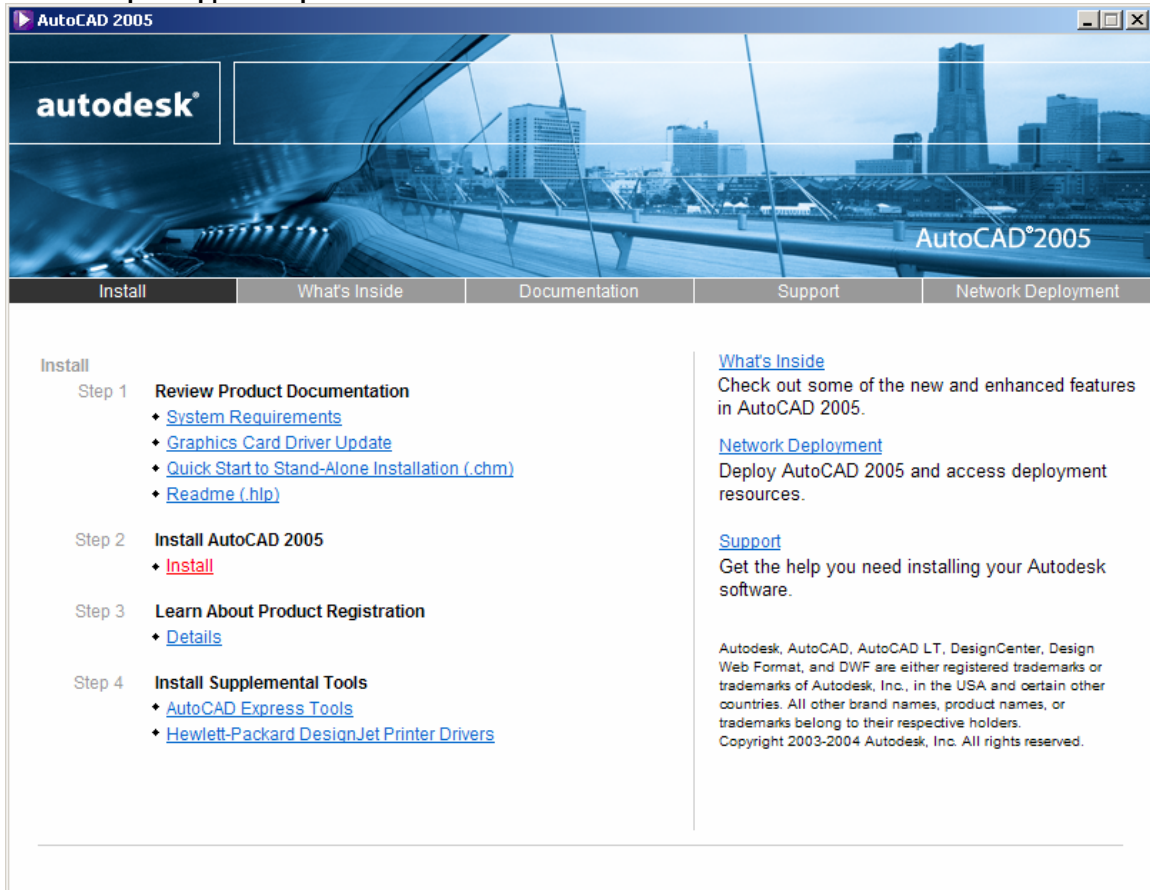 AutoCAD 2005
autodesk®
AutoCAD®2005
Install
What's Inside
Documentation
Support
Network Deployment
Install
Step 1 Review Product Documentation
System Requirements
Graphics Card Driver Update
Quick Start to Stand-Alone Installation (.chm)
Readme (.hlp)
Step 2 Install AutoCAD 2005
Install
Step 3 Learn About Product Registration
Details
Step 4 Install Supplemental Tools
AutoCAD Express Tools
Hewlett-Packard DesignJet Printer Drivers
What's Inside
Check out some of the new and enhanced features
in AutoCAD 2005.
Network Deployment
Deploy AutoCAD 2005 and access deployment
resources.
Support
Get the help you need installing your Autodesk
software.
Autodesk, AutoCAD, AutoCAD LT, DesignCenter, Design
Web Format, and DWF are either registered trademarks or
trademarks of Autodesk, Inc., in the USA and certain other
countries. All other brand names, product names, or
trademarks belong to their respective holders.
Copyright 2003-2004 Autodesk, Inc. All rights reserved.